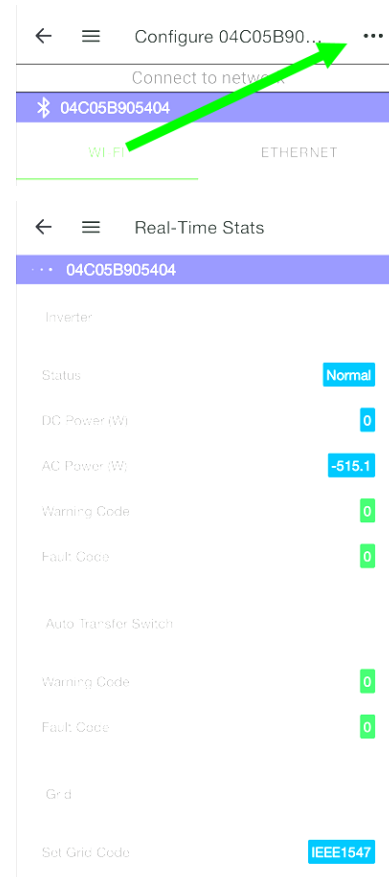 Configure 04C05B90...
Connect to network
04C05B905404
WI-FI
ETHERNET
Real-Time Stats
04C05B905404
Inverter
Status Normal
DC Power (W) 0
AC Power (W) -515.1
Warning Code 0
Fault Code 0
Auto Transfer Switch
Warning Code 0
Fault Code 0
Grid
Set Grid Code IEEE1547